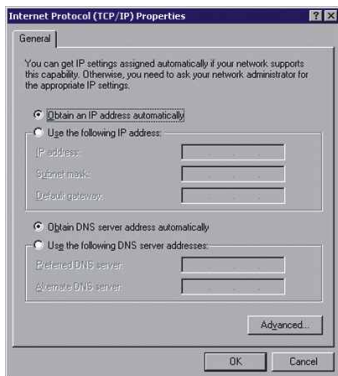 Internet Protocol (TCP/IP) Properties
General
You can get IP settings assigned automatically if your network supports
this capability. Otherwise, you need to ask your network administrator for
the appropriate IP settings.
Obtain an IP address automatically
Use the following IP address:
IP address:
Subnet mask:
Default gateway:
Obtain DNS server address automatically
Use the following DNS server addresses:
Preferred DNS server:
Alternate DNS server:
Advanced...
OK
Cancel